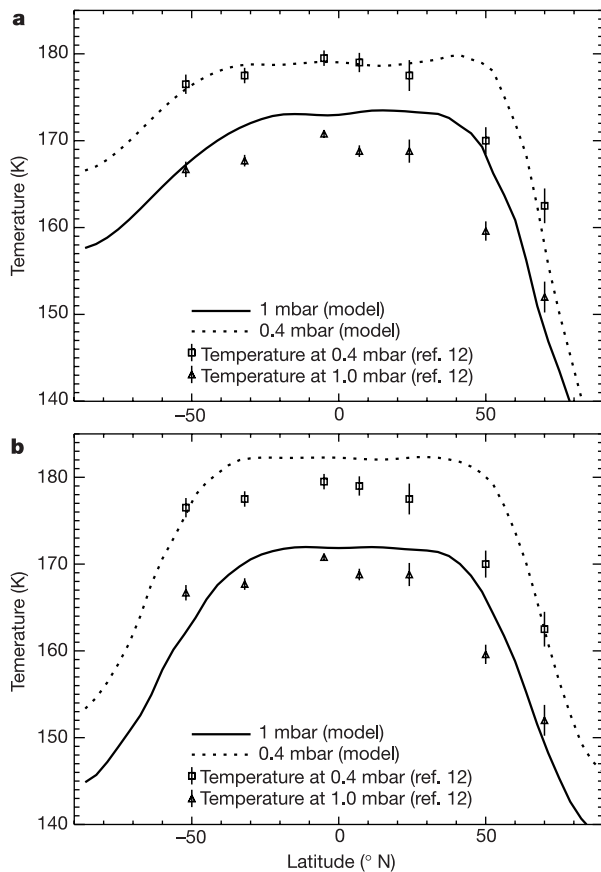 a
180
170
160
150
140
Temerature (K)
1 mbar (model)
0.4 mbar (model)
Temperature at 0.4 mbar (ref. 12)
Temperature at 1.0 mbar (ref. 12)
−50
0
50
b
180
170
160
150
140
Temerature (K)
1 mbar (model)
0.4 mbar (model)
Temperature at 0.4 mbar (ref. 12)
Temperature at 1.0 mbar (ref. 12)
−50
0
50
Latitude (° N)